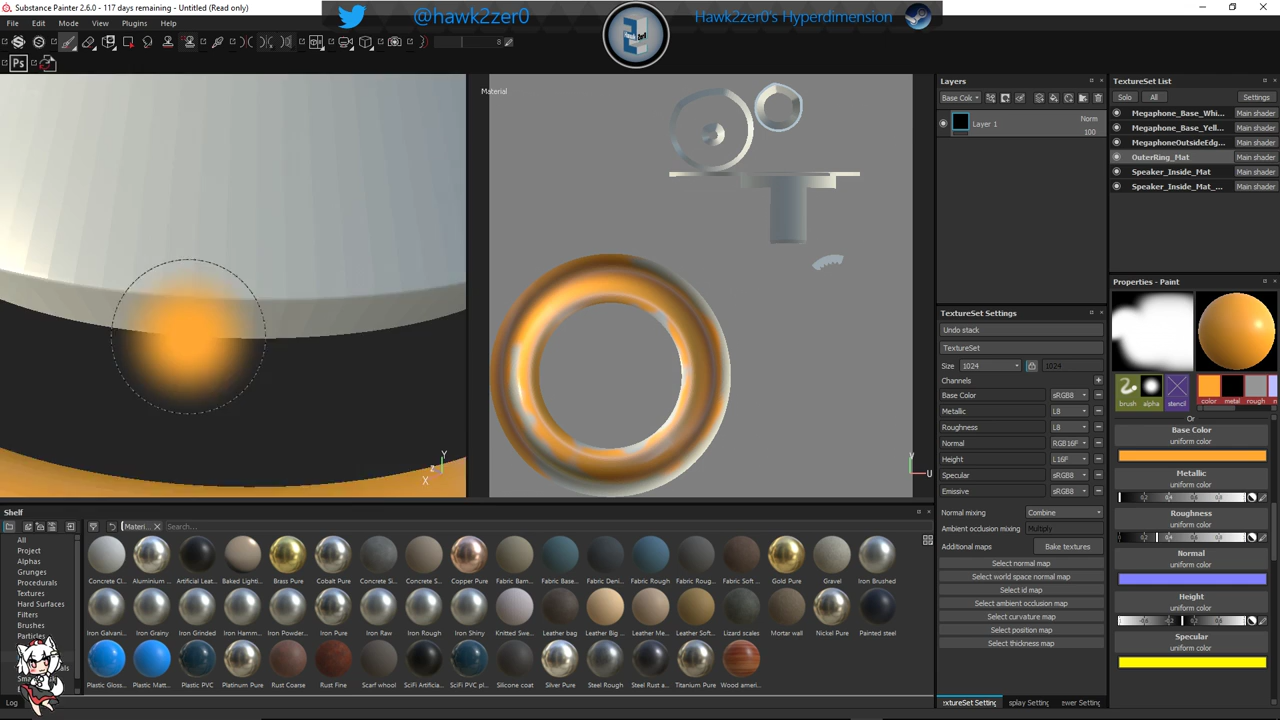 Substance Painter 2.6.0 - 117 days remaining - Untitled (Read only)
@hawk2zer0
Hawk2zer0's Hyperdimension
File Edit Mode View Plugins Help
8
Ps
Material
Y
Z
X
U
Layers
Base Colo
Layer 1
Norm
100
TextureSet List
Solo All Settings
Megaphone_Base_Whi... Main shader
Megaphone_Base_Yell... Main shader
MegaphoneOutsideEdg... Main shader
OuterRing_Mat Main shader
Speaker_Inside_Mat Main shader
Speaker_Inside_Mat_... Main shader
TextureSet Settings
Undo stack
TextureSet
Size 1024 1024
Channels
Base Color sRGB8
Metallic L8
Roughness L8
Normal RGB16F
Height L16F
Specular sRGB8
Emissive sRGB8
Normal mixing Combine
Ambient occlusion mixing Multiply
Additional maps Bake textures
Select normal map
Select world space normal map
Select id map
Select ambient occlusion map
Select curvature map
Select position map
Select thickness map
Properties - Paint
brush alpha stencil color metal rough
Or
Base Color
uniform color
Metallic
uniform color
Roughness
uniform color
Normal
uniform color
Height
uniform color
Specular
uniform color
Shelf
Materi... Search...
All
Project
Alphas
Grunges
Procedurals
Textures
Hard Surfaces
Filters
Brushes
Particles
Concrete Cl... Aluminium ... Artificial Leat... Baked Lighti... Brass Pure Cobalt Pure Concrete Si... Concrete S... Copper Pure Fabric Bam... Fabric Base... Fabric Deni... Fabric Rough Fabric Roug... Fabric Soft ... Gold Pure Gravel Iron Brushed
Iron Galvani... Iron Grainy Iron Grinded Iron Hamm... Iron Powder... Iron Pure Iron Raw Iron Rough Iron Shiny Knitted Swe... Leather bag Leather Big ... Leather Me... Leather Soft... Lizard scales Mortar wall Nickel Pure Painted steel
Plastic Gloss... Plastic Matt... Plastic PVC Platinum Pure Rust Coarse Rust Fine Scarf wool SciFi Artificia... SciFi PVC pl... Silicone coat Silver Pure Steel Rough Steel Rust a... Titanium Pure Wood ameri...
Log
extureSet Setting splay Setting ewer Setting